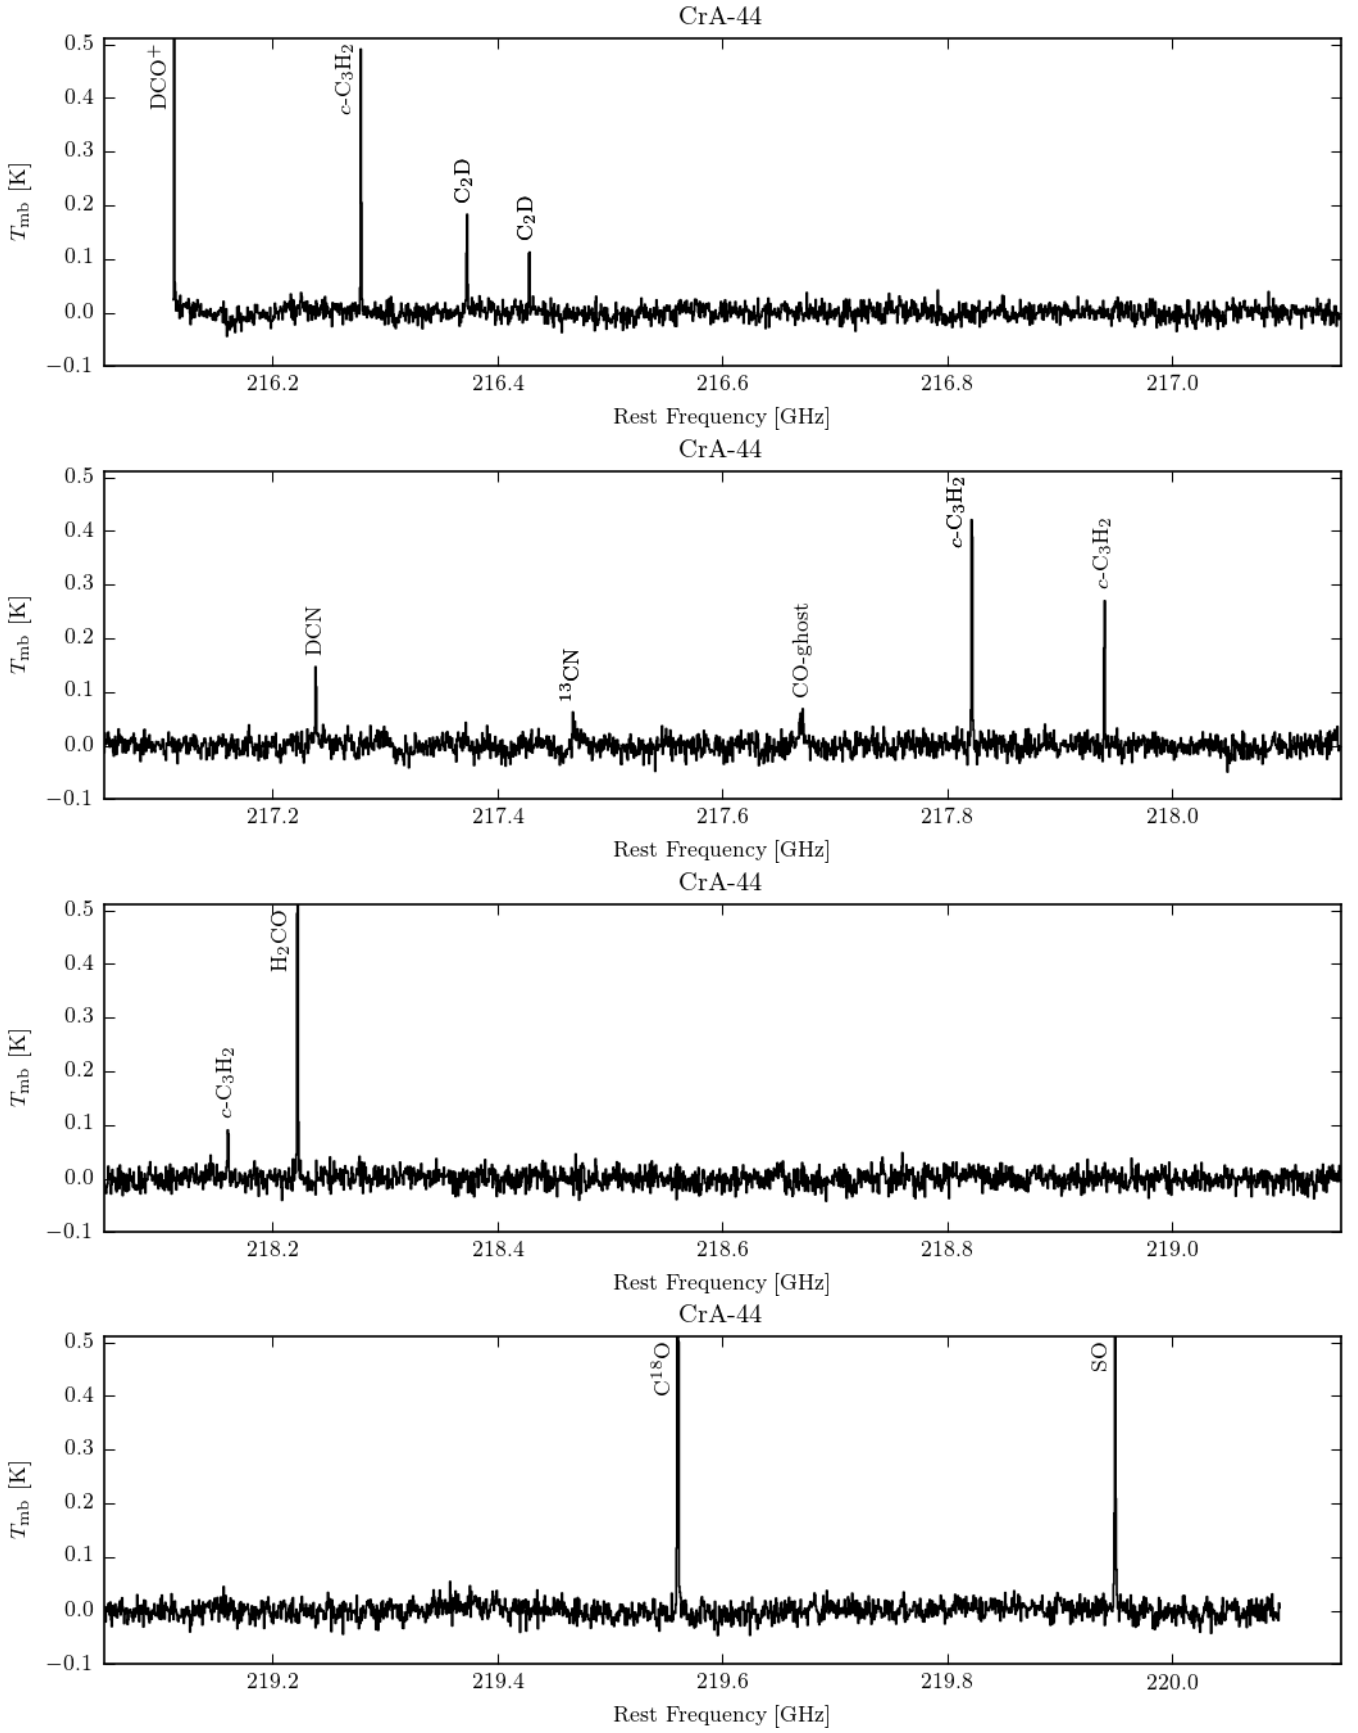 CrA-44
0.5
0.4
0.3
0.2
0.1
0.0
−0.1
T_mb [K]
DCO⁺
c-C₃H₂
C₂D
C₂D
216.2 216.4 216.6 216.8 217.0
Rest Frequency [GHz]
CrA-44
0.5
0.4
0.3
0.2
0.1
0.0
−0.1
T_mb [K]
DCN
¹³CN
CO-ghost
c-C₃H₂
c-C₃H₂
217.2 217.4 217.6 217.8 218.0
Rest Frequency [GHz]
CrA-44
0.5
0.4
0.3
0.2
0.1
0.0
−0.1
T_mb [K]
c-C₃H₂
H₂CO
218.2 218.4 218.6 218.8 219.0
Rest Frequency [GHz]
CrA-44
0.5
0.4
0.3
0.2
0.1
0.0
−0.1
T_mb [K]
C¹⁸O
SO
219.2 219.4 219.6 219.8 220.0
Rest Frequency [GHz]